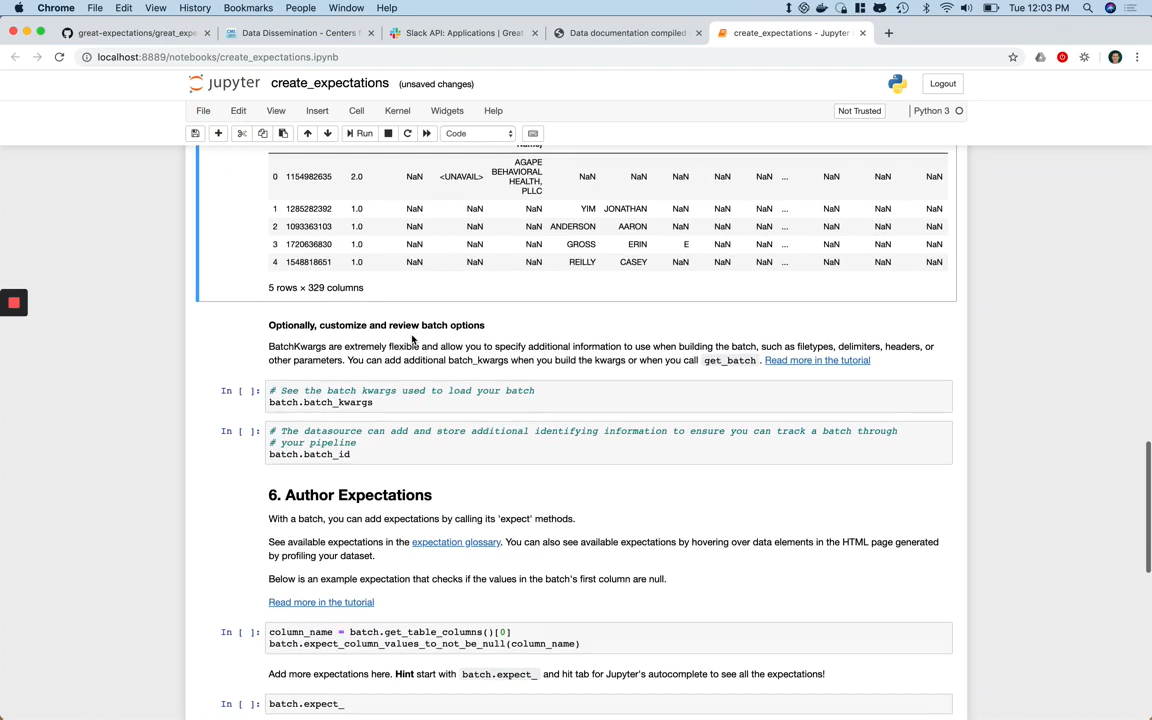 Chrome File Edit View History Bookmarks People Window Help Tue 12:03 PM
great-expectations/great_expe
Data Dissemination - Centers f
Slack API: Applications | Great
Data documentation compiled
create_expectations - Jupyter
localhost:8889/notebooks/create_expectations.ipynb
jupyter create_expectations (unsaved changes) Logout
File Edit View Insert Cell Kernel Widgets Help Not Trusted Python 3
Run Code
0 1154982635 2.0 NaN <UNAVAIL> AGAPE BEHAVIORAL HEALTH, PLLC NaN NaN NaN NaN NaN ... NaN NaN NaN
1 1285282392 1.0 NaN NaN NaN YIM JONATHAN NaN NaN NaN ... NaN NaN NaN
2 1093363103 1.0 NaN NaN NaN ANDERSON AARON NaN NaN NaN ... NaN NaN NaN
3 1720636830 1.0 NaN NaN NaN GROSS ERIN E NaN NaN ... NaN NaN NaN
4 1548818651 1.0 NaN NaN NaN REILLY CASEY NaN NaN NaN ... NaN NaN NaN
5 rows × 329 columns
Optionally, customize and review batch options
BatchKwargs are extremely flexible and allow you to specify additional information to use when building the batch, such as filetypes, delimiters, headers, or
other parameters. You can add additional batch_kwargs when you build the kwargs or when you call get_batch . Read more in the tutorial
In [ ]: # See the batch kwargs used to load your batch
batch.batch_kwargs
In [ ]: # The datasource can add and store additional identifying information to ensure you can track a batch through
# your pipeline
batch.batch_id
6. Author Expectations
With a batch, you can add expectations by calling its 'expect' methods.
See available expectations in the expectation glossary. You can also see available expectations by hovering over data elements in the HTML page generated
by profiling your dataset.
Below is an example expectation that checks if the values in the batch's first column are null.
Read more in the tutorial
In [ ]: column_name = batch.get_table_columns()[0]
batch.expect_column_values_to_not_be_null(column_name)
Add more expectations here. Hint start with batch.expect_ and hit tab for Jupyter's autocomplete to see all the expectations!
In [ ]: batch.expect_